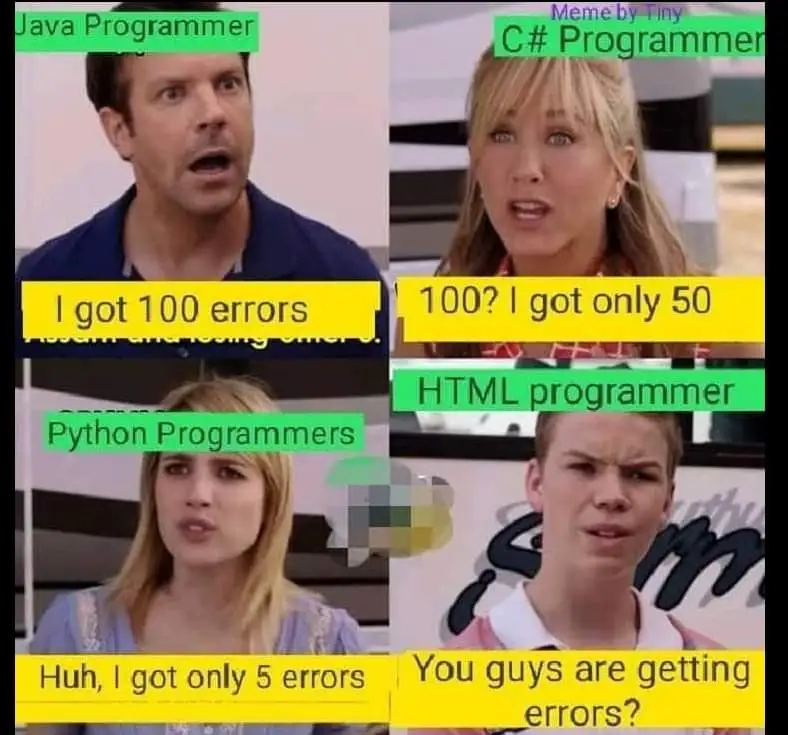 Java Programmer
Meme by Tiny
C# Programmer
I got 100 errors
100? I got only 50
Python Programmers
HTML programmer
Huh, I got only 5 errors
You guys are getting
errors?